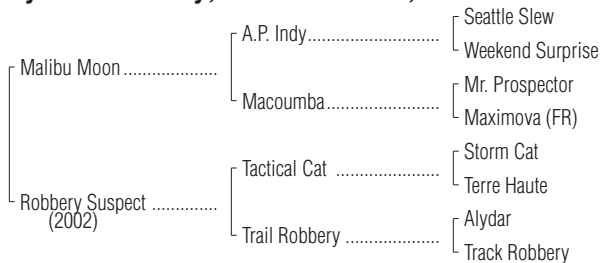 Seattle Slew
A.P. Indy
Weekend Surprise
Malibu Moon
Mr. Prospector
Macoumba
Maximova (FR)
Storm Cat
Tactical Cat
Terre Haute
Robbery Suspect
(2002)
Alydar
Trail Robbery
Track Robbery